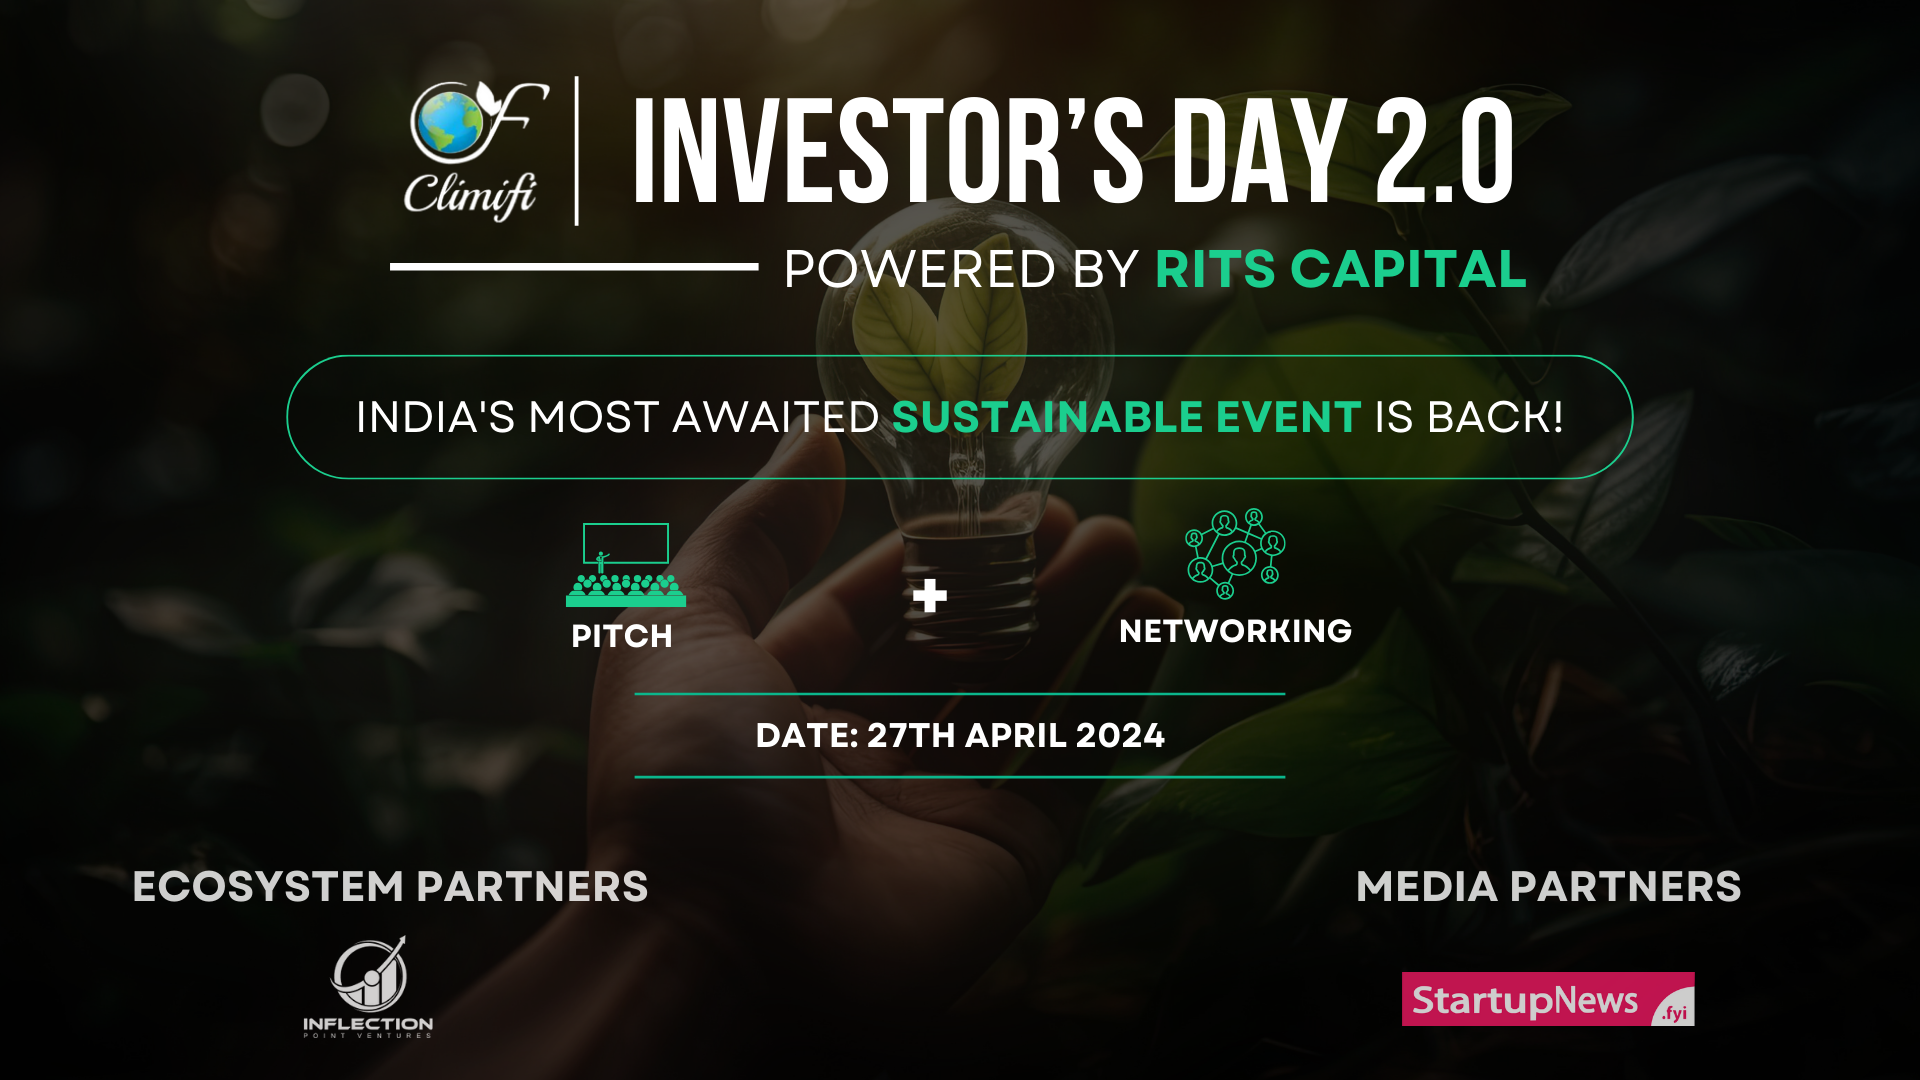 Climifi
INVESTOR’S DAY 2.0
POWERED BY RITS CAPITAL
INDIA'S MOST AWAITED SUSTAINABLE EVENT IS BACK!
PITCH
NETWORKING
DATE: 27TH APRIL 2024
ECOSYSTEM PARTNERS
MEDIA PARTNERS
INFLECTION
POINT VENTURES
StartupNews
.fyi